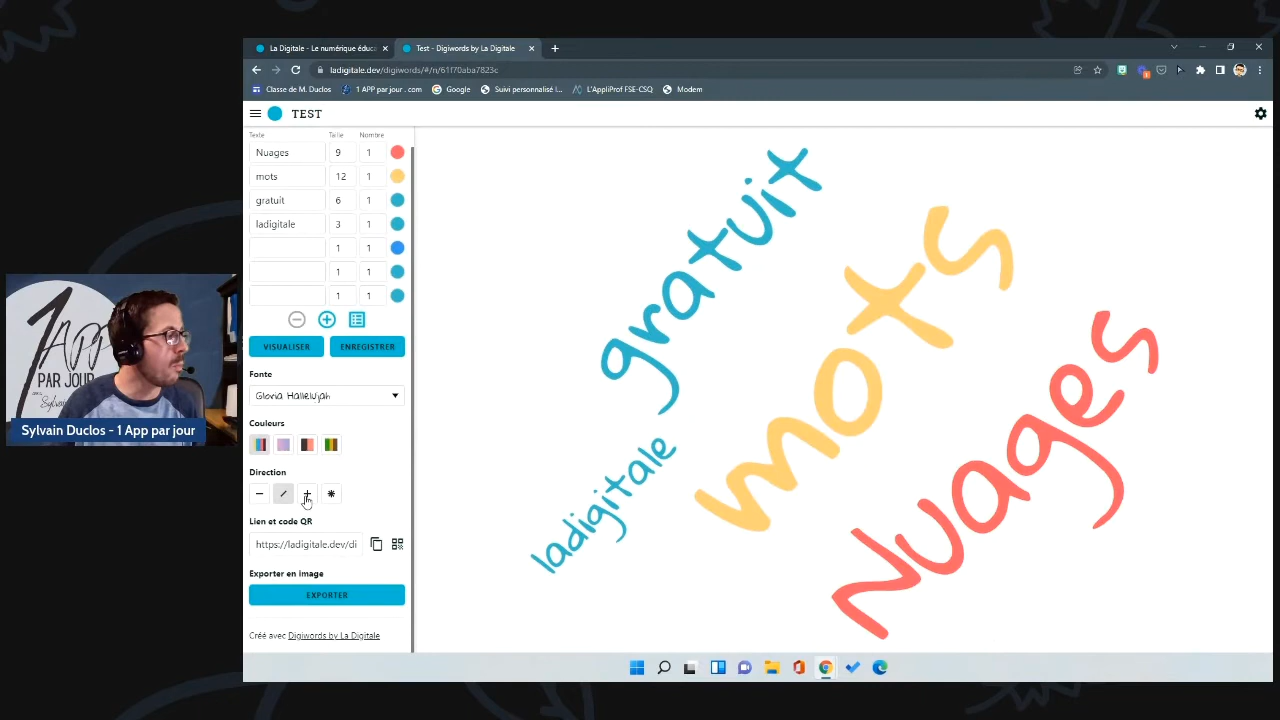 La Digitale - Le numérique éduca
Test - Digiwords by La Digitale
ladigitale.dev/digiwords/#/n/61f70aba7823c
Classe de M. Duclos
1 APP par jour . com
Google
Suivi personnalisé I...
L'AppliProf FSE-CSQ
Modem
TEST
Texte Taille Nombre
Nuages 9 1
mots 12 1
gratuit 6 1
ladigitale 3 1
1 1
1 1
1 1
VISUALISER ENREGISTRER
Fonte
Gloria Hallelujah
Couleurs
Direction
Lien et code QR
https://ladigitale.dev/di
Exporter en image
EXPORTER
Créé avec Digiwords by La Digitale
gratuit
mots
Nuages
ladigitale
1 APP
PAR JOUR
avec
Sylvain Duclos - 1 App par jour